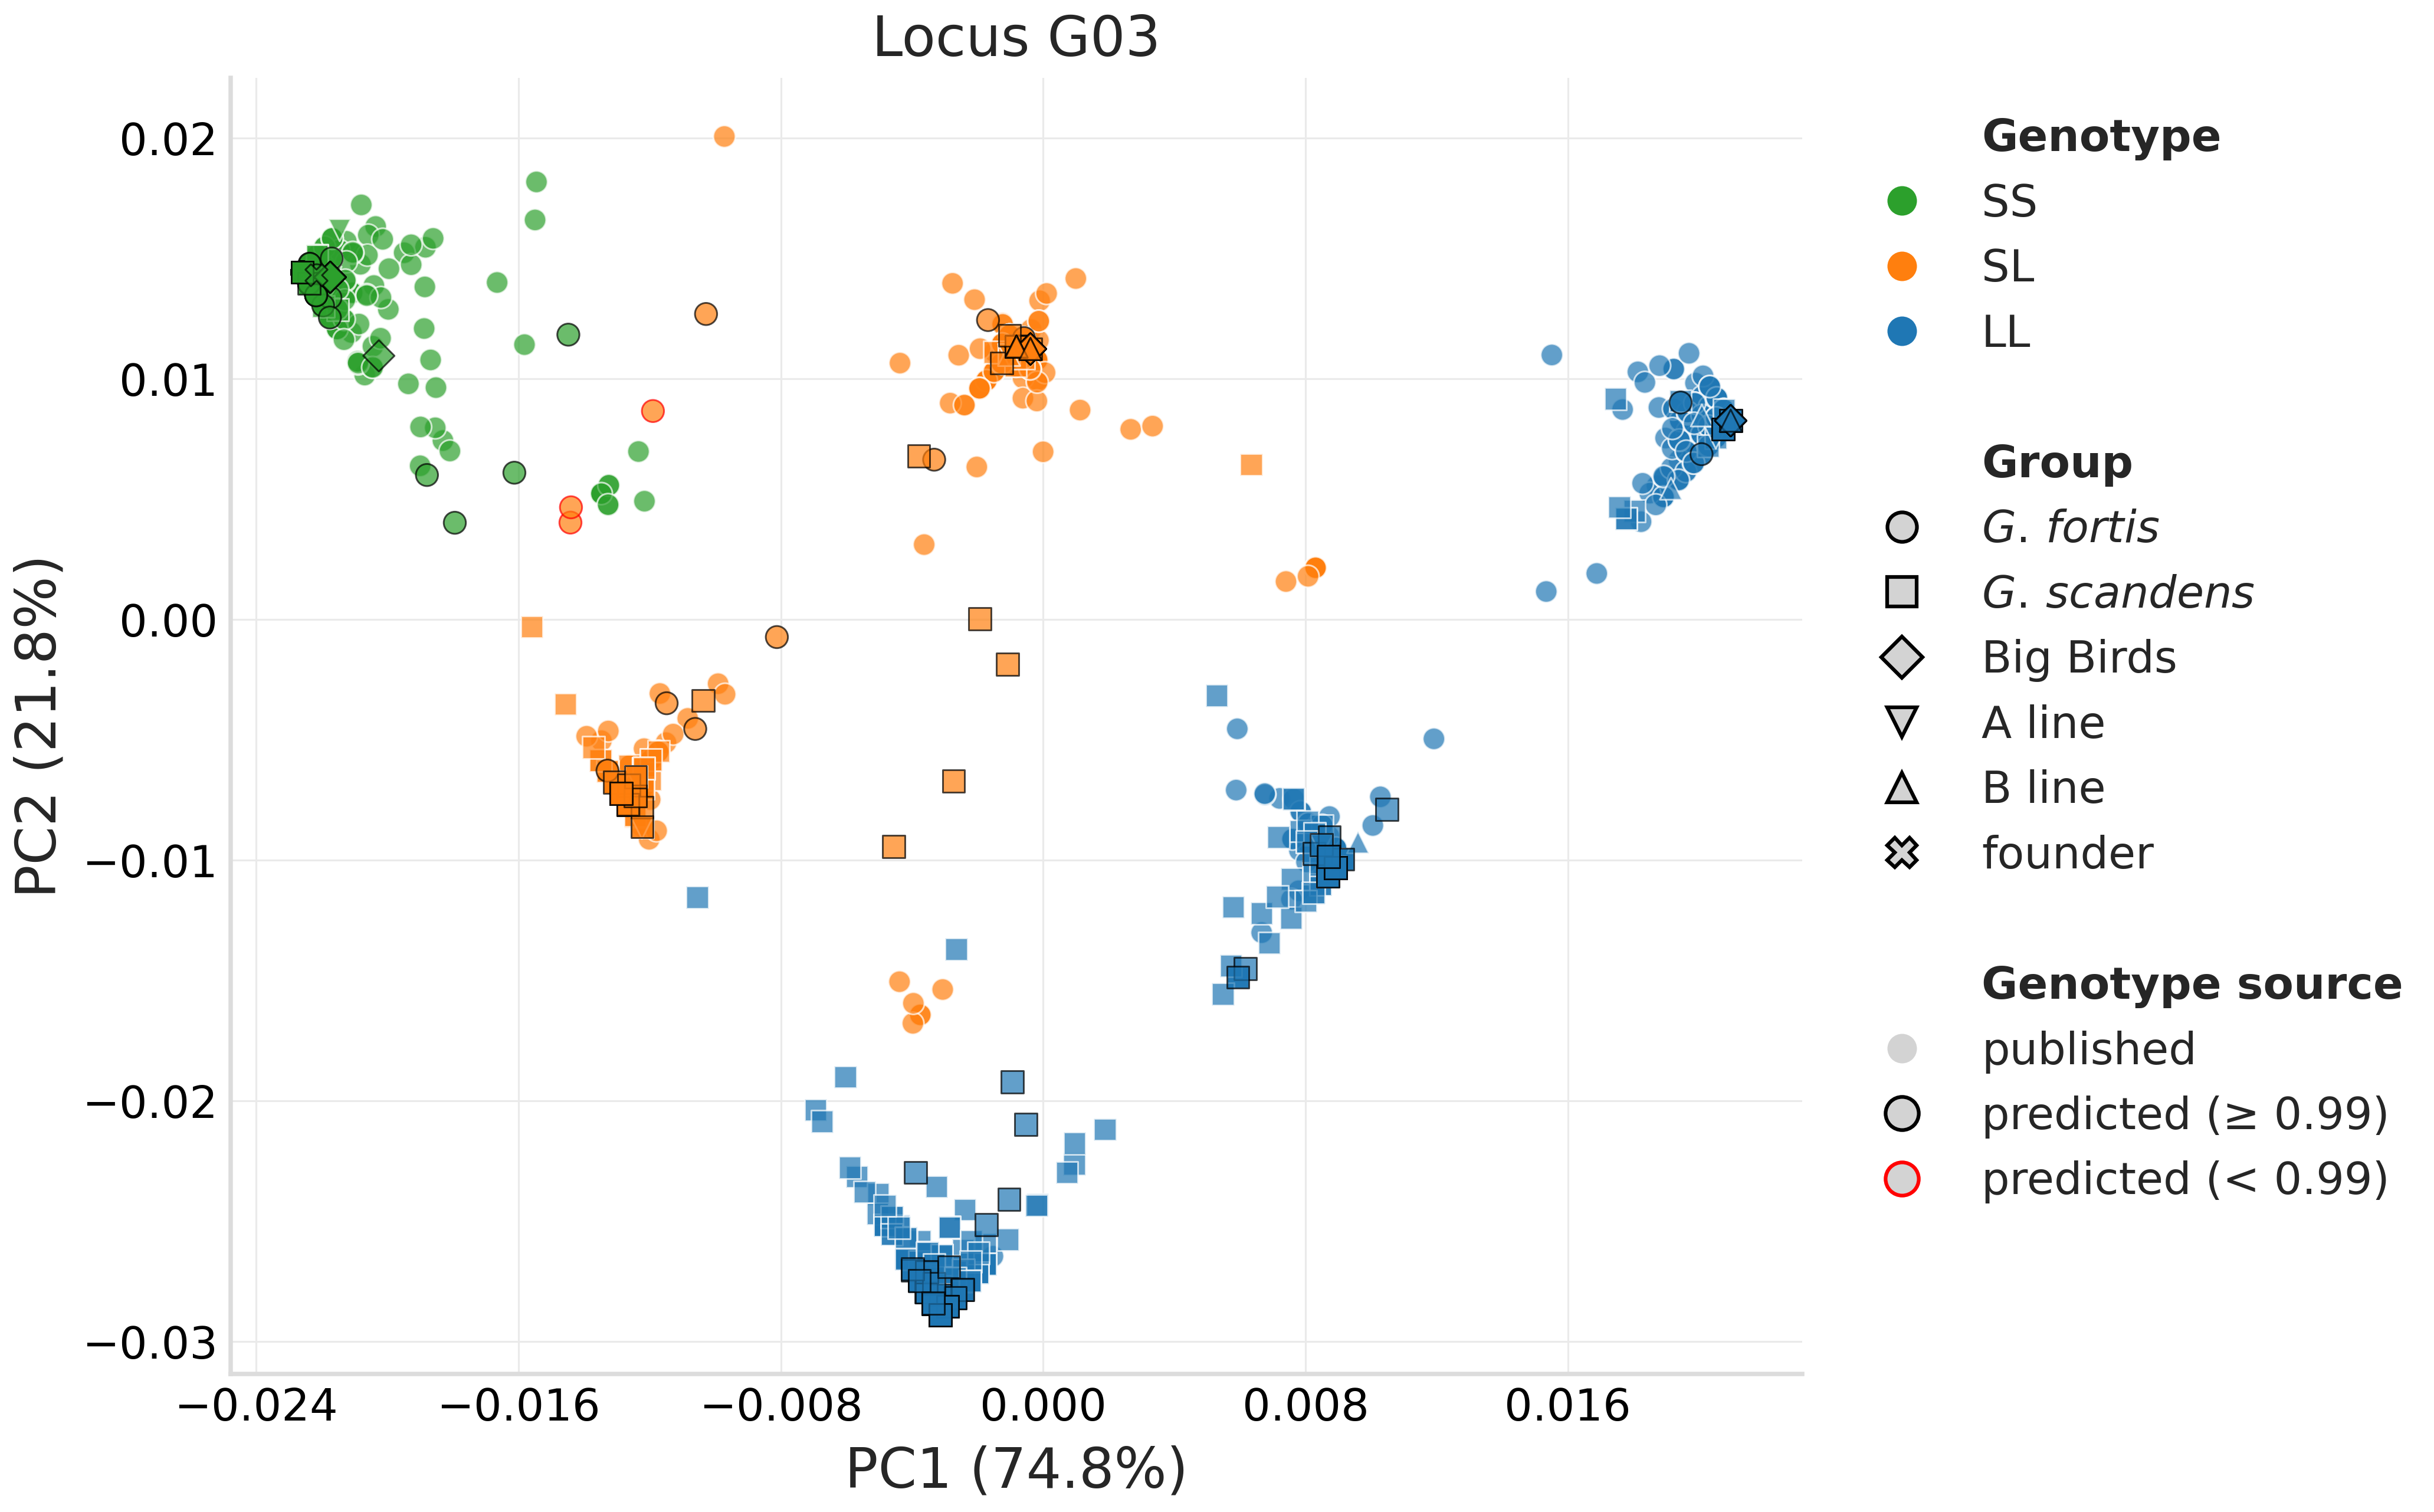 Locus G03
PC2 (21.8%)
0.02
0.01
0.00
−0.01
−0.02
−0.03
−0.024
−0.016
−0.008
0.000
0.008
0.016
PC1 (74.8%)
Genotype
SS
SL
LL
Group
G. fortis
G. scandens
Big Birds
A line
B line
founder
Genotype source
published
predicted (≥ 0.99)
predicted (< 0.99)